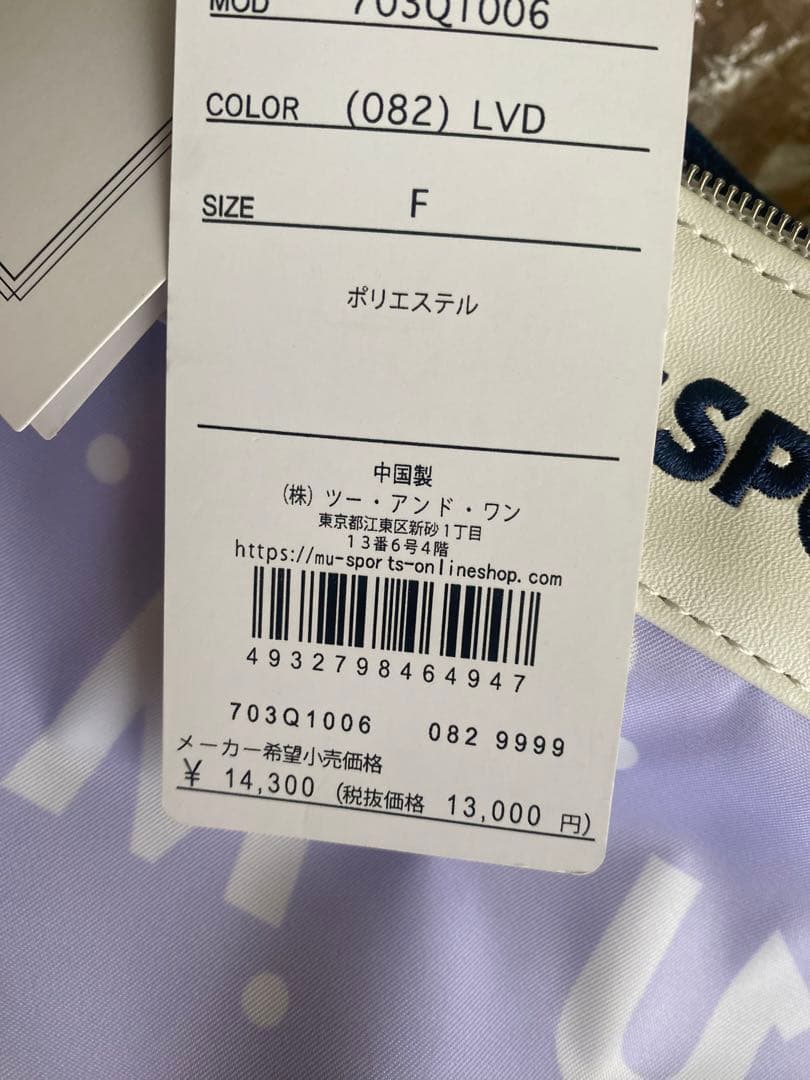 MOD 703Q1006
COLOR (082) LVD
SIZE F
ポリエステル
中国製
(株) ツー・アンド・ワン
東京都江東区新砂1丁目
13番6号4階
https://mu-sports-onlineshop.com
4932798464947
703Q1006 082 9999
メーカー希望小売価格
¥ 14,300 (税抜価格 13,000 円)
SPO
M
U